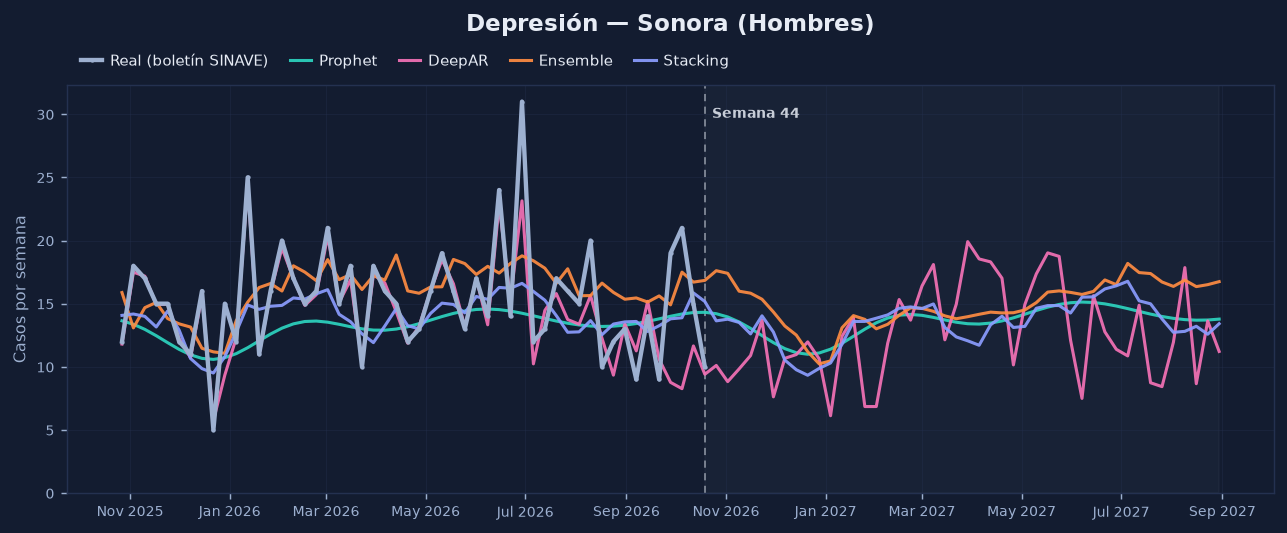 Depresión — Sonora (Hombres)
Real (boletín SINAVE) Prophet DeepAR Ensemble Stacking
Semana 44
Casos por semana
30
25
20
15
10
5
0
Nov 2025 Jan 2026 Mar 2026 May 2026 Jul 2026 Sep 2026 Nov 2026 Jan 2027 Mar 2027 May 2027 Jul 2027 Sep 2027